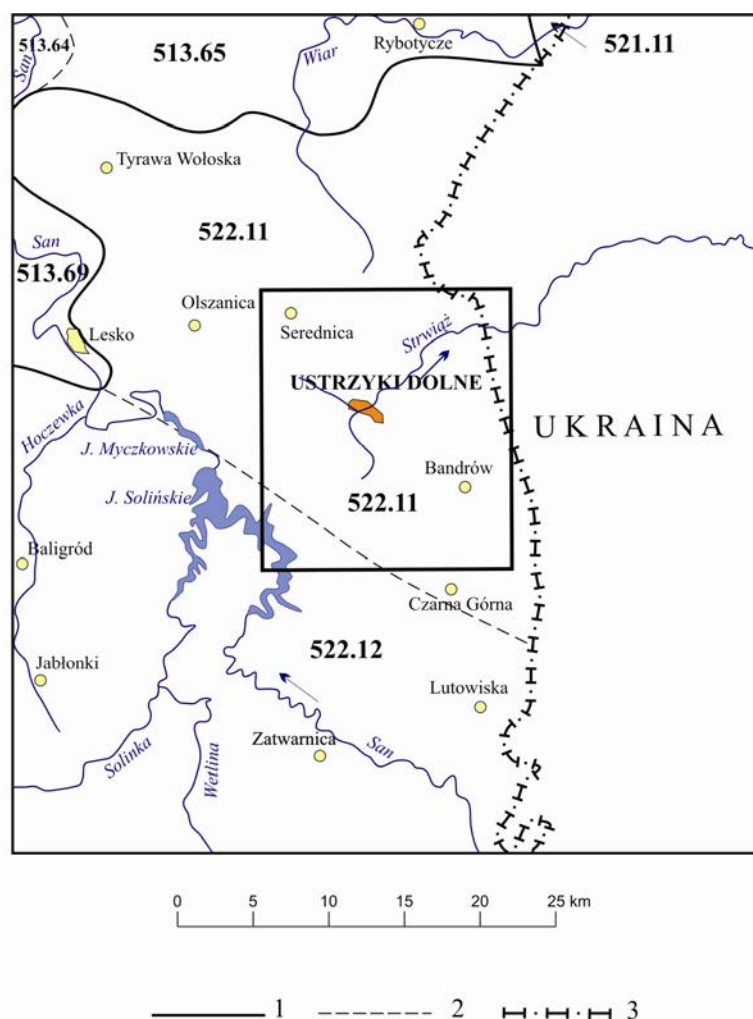 Rybotycze
513.64
513.65
521.11
San
Wiar
Tyrawa Wołoska
522.11
San
513.69
Olszanica
Serednica
Lesko
Strwiąż
USTRZYKI DOLNE
Hoczewka
UKRAINA
J. Myczkowskie
Bandrów
J. Solińskie
522.11
Baligród
Czarna Górna
522.12
Jabłonki
Lutowiska
Zatwarnica
San
Solinka
Wetlina
0 5 10 15 20 25 km
1 2 3